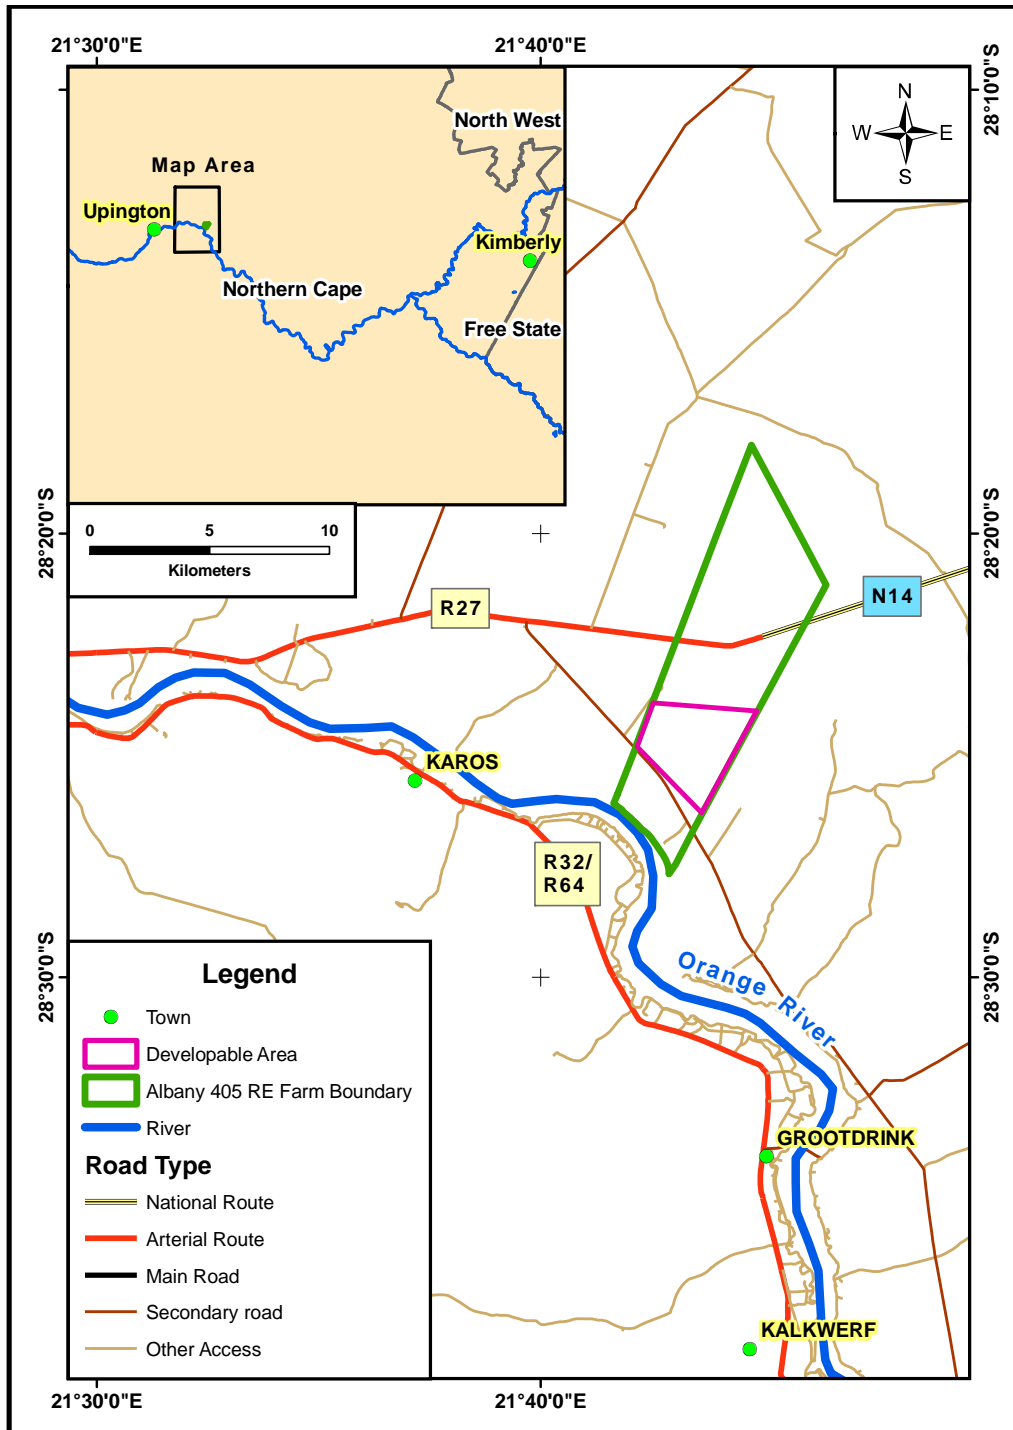 21°30'0"E
21°40'0"E
28°10'0"S
N
W
E
S
North West
Map Area
Upington
Kimberly
Northern Cape
Free State
0
5
10
Kilometers
28°20'0"S
28°20'0"S
R27
N14
KAROS
R32/
R64
Orange River
28°30'0"S
28°30'0"S
GROOTDRINK
KALKWERF
Legend
Town
Developable Area
Albany 405 RE Farm Boundary
River
Road Type
National Route
Arterial Route
Main Road
Secondary road
Other Access
21°30'0"E
21°40'0"E